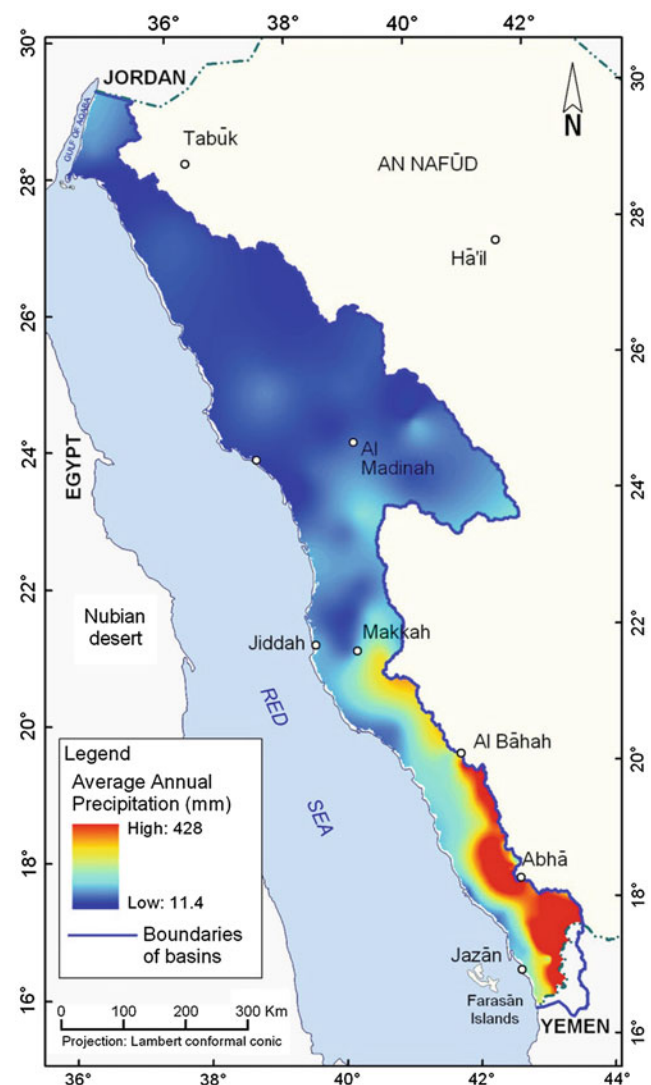 36°
38°
40°
42°
30°
30°
JORDAN
GULF OF AQABA
N
Tabūk
AN NAFŪD
28°
28°
Hā'il
26°
26°
EGYPT
24°
24°
Al
Madinah
22°
22°
Nubian
desert
Jiddah
Makkah
RED
SEA
20°
20°
Al Bāhah
Legend
Average Annual
Precipitation (mm)
High: 428
Low: 11.4
Boundaries
of basins
18°
18°
Abhā
Jazān
Farasān
Islands
YEMEN
16°
16°
0 100 200 300 Km
Projection: Lambert conformal conic
36°
38°
40°
42°
44°